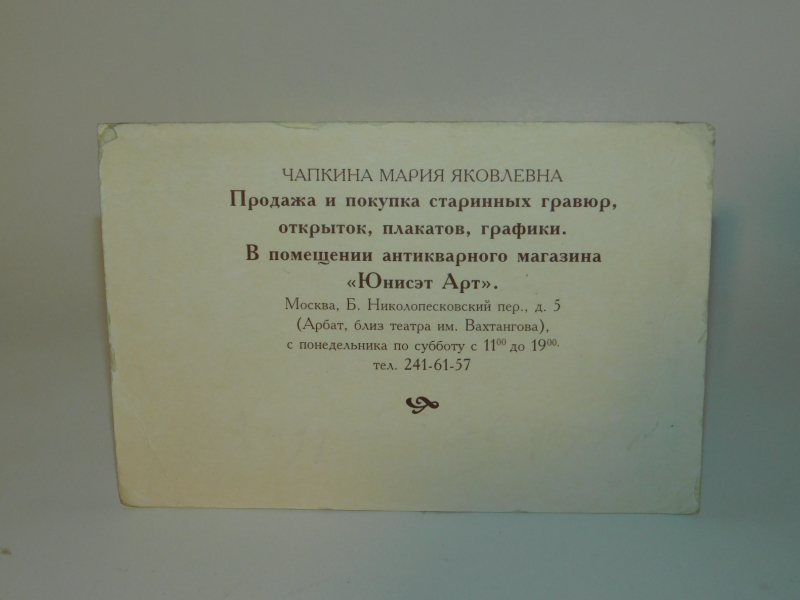 ЧАПКИНА МАРИЯ ЯКОВЛЕВНА
Продажа и покупка старинных гравюр,
открыток, плакатов, графики.
В помещении антикварного магазина
«Юнисэт Арт».
Москва, Б. Николопесковский пер., д. 5
(Арбат, близ театра им. Вахтангова),
с понедельника по субботу с 11⁰⁰ до 19⁰⁰.
тел. 241-61-57